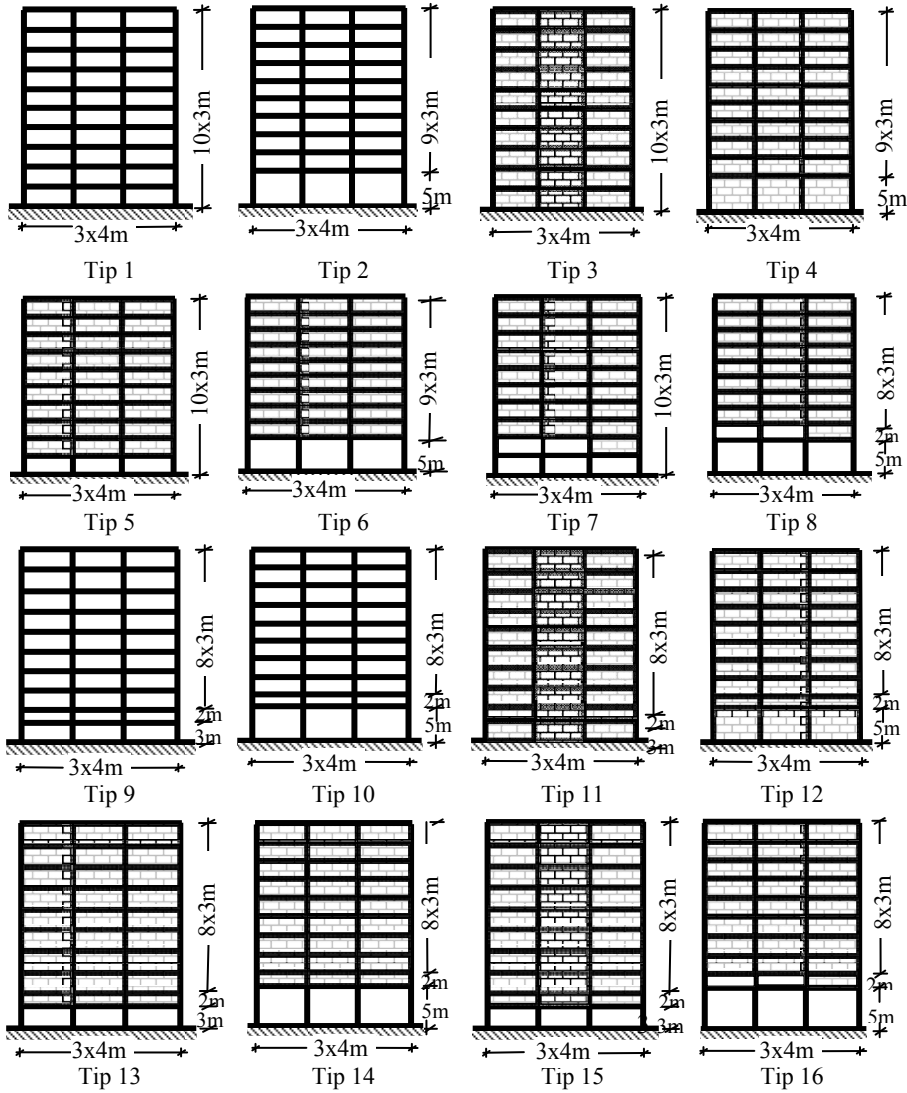 10x3m
3x4m
Tip 1
9x3m
5m
3x4m
Tip 2
10x3m
3x4m
Tip 3
9x3m
5m
3x4m
Tip 4
10x3m
3x4m
Tip 5
9x3m
5m
3x4m
Tip 6
10x3m
3x4m
Tip 7
8x3m
2m
5m
3x4m
Tip 8
8x3m
2m
3m
3x4m
Tip 9
8x3m
2m
5m
3x4m
Tip 10
8x3m
2m
3m
3x4m
Tip 11
8x3m
2m
5m
3x4m
Tip 12
8x3m
2m
3m
3x4m
Tip 13
8x3m
2m
5m
3x4m
Tip 14
8x3m
2m
3m
3x4m
Tip 15
8x3m
2m
5m
3x4m
Tip 16